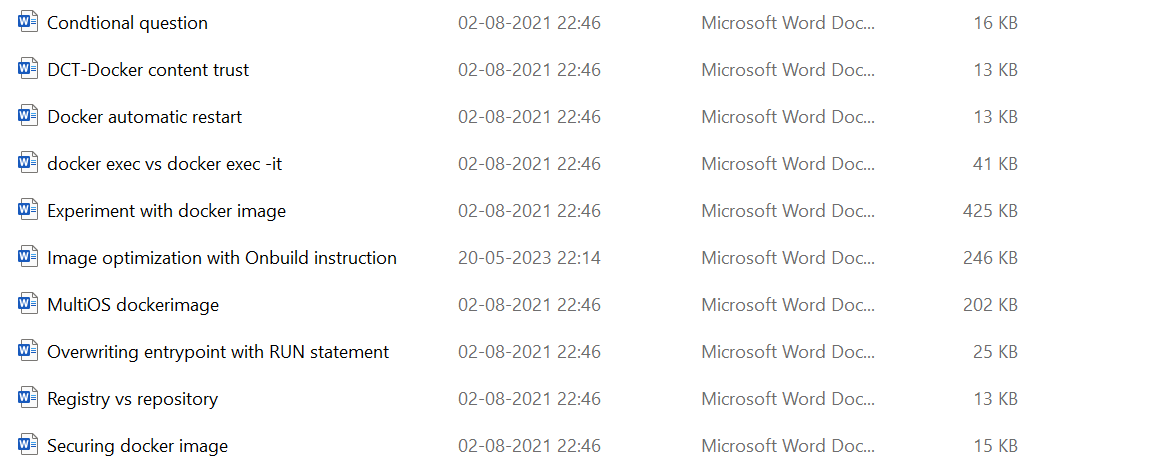 Condtional question 02-08-2021 22:46 Microsoft Word Doc... 16 KB
DCT-Docker content trust 02-08-2021 22:46 Microsoft Word Doc... 13 KB
Docker automatic restart 02-08-2021 22:46 Microsoft Word Doc... 13 KB
docker exec vs docker exec -it 02-08-2021 22:46 Microsoft Word Doc... 41 KB
Experiment with docker image 02-08-2021 22:46 Microsoft Word Doc... 425 KB
Image optimization with Onbuild instruction 20-05-2023 22:14 Microsoft Word Doc... 246 KB
MultiOS dockerimage 02-08-2021 22:46 Microsoft Word Doc... 202 KB
Overwriting entrypoint with RUN statement 02-08-2021 22:46 Microsoft Word Doc... 25 KB
Registry vs repository 02-08-2021 22:46 Microsoft Word Doc... 13 KB
Securing docker image 02-08-2021 22:46 Microsoft Word Doc... 15 KB